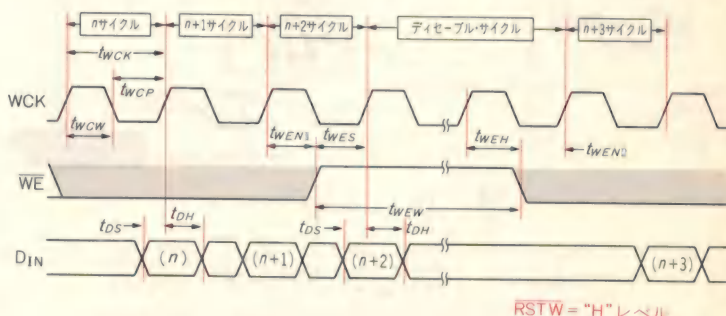 nサイクル n+1サイクル n+2サイクル ディセーブル・サイクル n+3サイクル
tWCK
tWCP
WCK
tWCW
tWEN1 tWES tWEH tWEN2
WE
tWEW
tDS tDH tDS tDH
DIN (n) (n+1) (n+2) (n+3)
RSTW="H"レベル